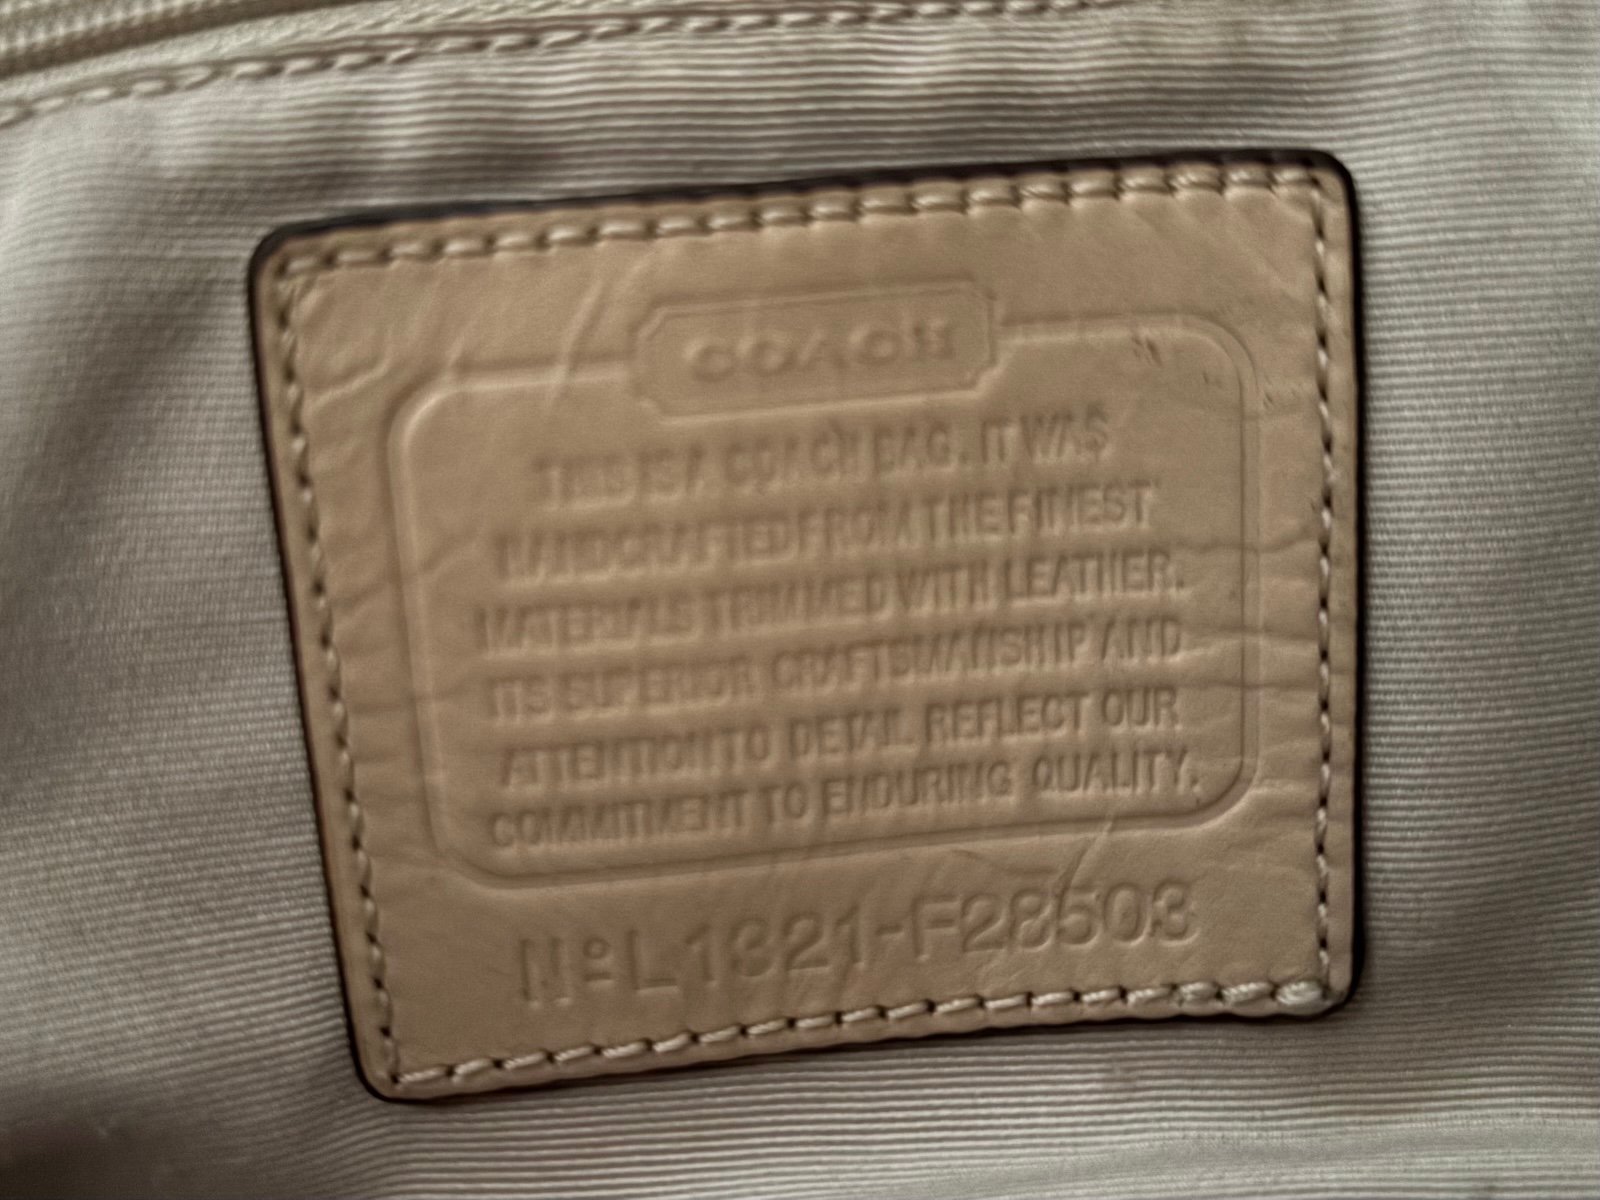 COACH
THIS IS A COACH BAG. IT WAS
HANDCRAFTED FROM THE FINEST
MATERIALS TRIMMED WITH LEATHER.
ITS SUPERIOR CRAFTSMANSHIP AND
ATTENTION TO DETAIL REFLECT OUR
COMMITMENT TO ENDURING QUALITY.
Nº L1321-F28503